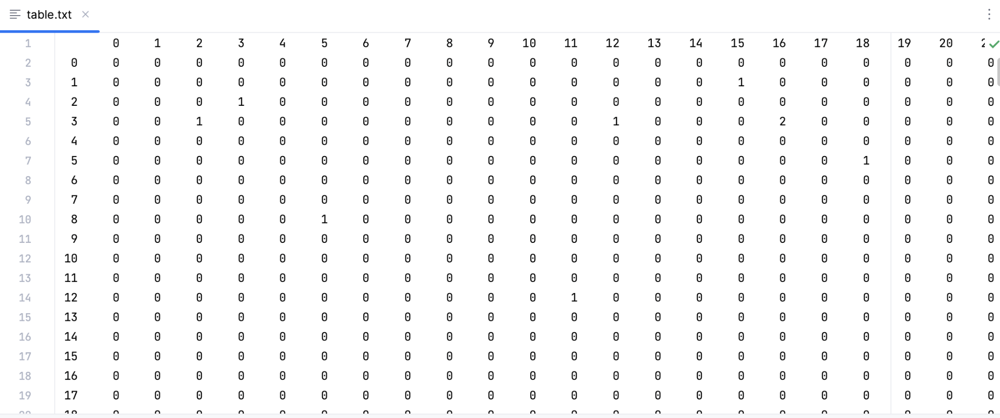 table.txt
1 0 1 2 3 4 5 6 7 8 9 10 11 12 13 14 15 16 17 18 19 20
2 0 0 0 0 0 0 0 0 0 0 0 0 0 0 0 0 0 0 0 0 0 0 0
3 1 0 0 0 0 0 0 0 0 0 0 0 0 0 0 0 1 0 0 0 0 0 0
4 2 0 0 0 1 0 0 0 0 0 0 0 0 0 0 0 0 0 0 0 0 0 0
5 3 0 0 1 0 0 0 0 0 0 0 0 0 1 0 0 0 2 0 0 0 0 0
6 4 0 0 0 0 0 0 0 0 0 0 0 0 0 0 0 0 0 0 0 0 0 0
7 5 0 0 0 0 0 0 0 0 0 0 0 0 0 0 0 0 0 0 1 0 0 0
8 6 0 0 0 0 0 0 0 0 0 0 0 0 0 0 0 0 0 0 0 0 0 0
9 7 0 0 0 0 0 0 0 0 0 0 0 0 0 0 0 0 0 0 0 0 0 0
10 8 0 0 0 0 0 1 0 0 0 0 0 0 0 0 0 0 0 0 0 0 0 0
11 9 0 0 0 0 0 0 0 0 0 0 0 0 0 0 0 0 0 0 0 0 0 0
12 10 0 0 0 0 0 0 0 0 0 0 0 0 0 0 0 0 0 0 0 0 0 0
13 11 0 0 0 0 0 0 0 0 0 0 0 0 0 0 0 0 0 0 0 0 0 0
14 12 0 0 0 0 0 0 0 0 0 0 0 1 0 0 0 0 0 0 0 0 0 0
15 13 0 0 0 0 0 0 0 0 0 0 0 0 0 0 0 0 0 0 0 0 0 0
16 14 0 0 0 0 0 0 0 0 0 0 0 0 0 0 0 0 0 0 0 0 0 0
17 15 0 0 0 0 0 0 0 0 0 0 0 0 0 0 0 0 0 0 0 0 0 0
18 16 0 0 0 0 0 0 0 0 0 0 0 0 0 0 0 0 0 0 0 0 0 0
19 17 0 0 0 0 0 0 0 0 0 0 0 0 0 0 0 0 0 0 0 0 0 0